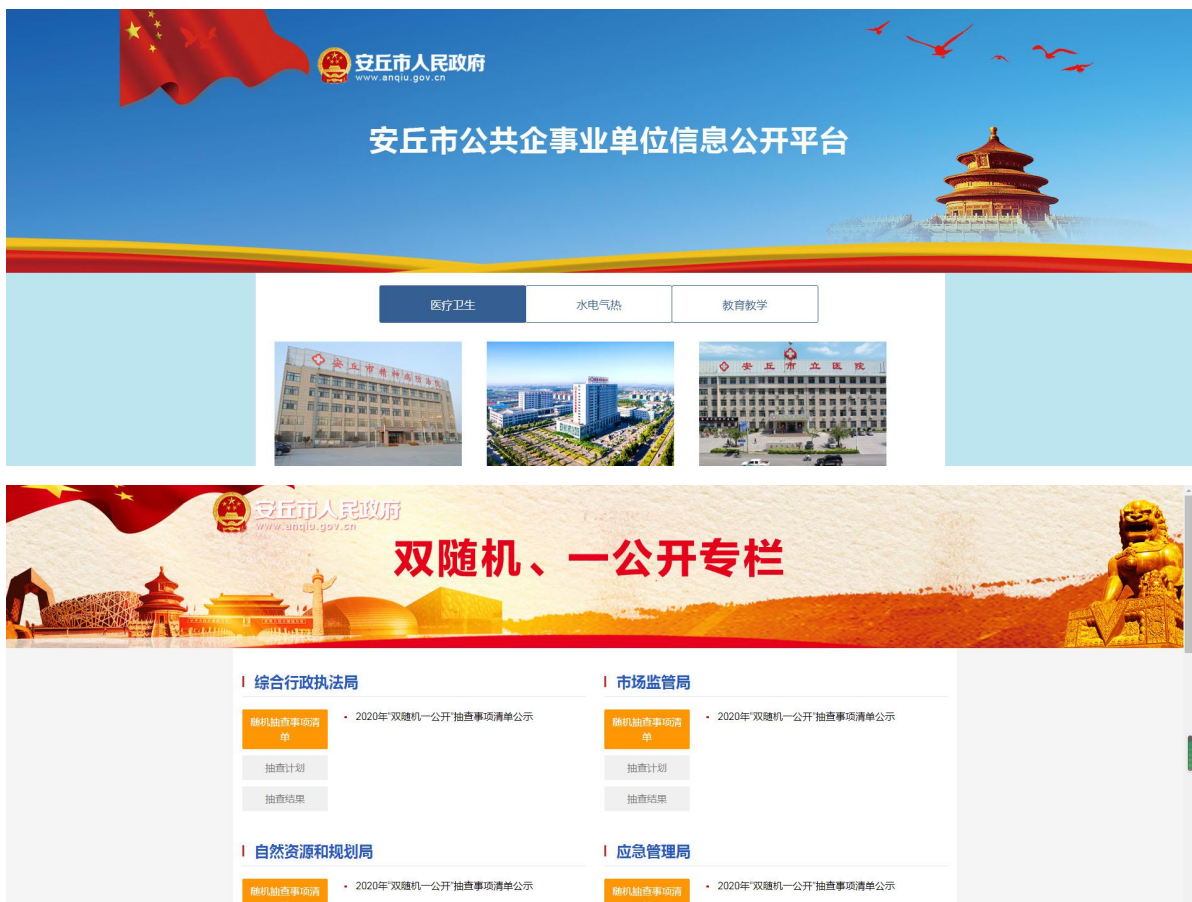 安丘市人民政府
www.anqiu.gov.cn
安丘市公共企事业单位信息公开平台
医疗卫生
水电气热
教育教学
安丘市精神病防治院
安丘市立医院
安丘市人民政府
www.anqiu.gov.cn
双随机、一公开专栏
综合行政执法局
随机抽查事项清
单
2020年"双随机一公开"抽查事项清单公示
抽查计划
抽查结果
市场监管局
随机抽查事项清
单
2020年"双随机一公开"抽查事项清单公示
抽查计划
抽查结果
自然资源和规划局
随机抽查事项清
2020年"双随机一公开"抽查事项清单公示
应急管理局
随机抽查事项清
2020年"双随机一公开"抽查事项清单公示